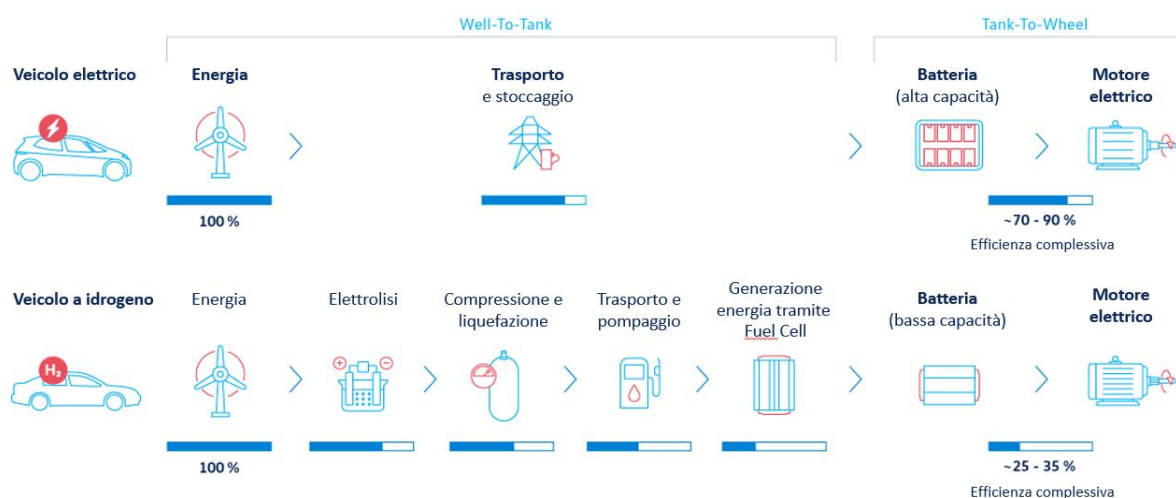 Well-To-Tank
Tank-To-Wheel
Veicolo elettrico
Energia
Trasporto
e stoccaggio
Batteria
(alta capacità)
Motore
elettrico
100 %
~70 - 90 %
Efficienza complessiva
Veicolo a idrogeno
Energia
Elettrolisi
Compressione e
liquefazione
Trasporto e
pompaggio
Generazione
energia tramite
Fuel Cell
Batteria
(bassa capacità)
Motore
elettrico
H₂
100 %
~25 - 35 %
Efficienza complessiva